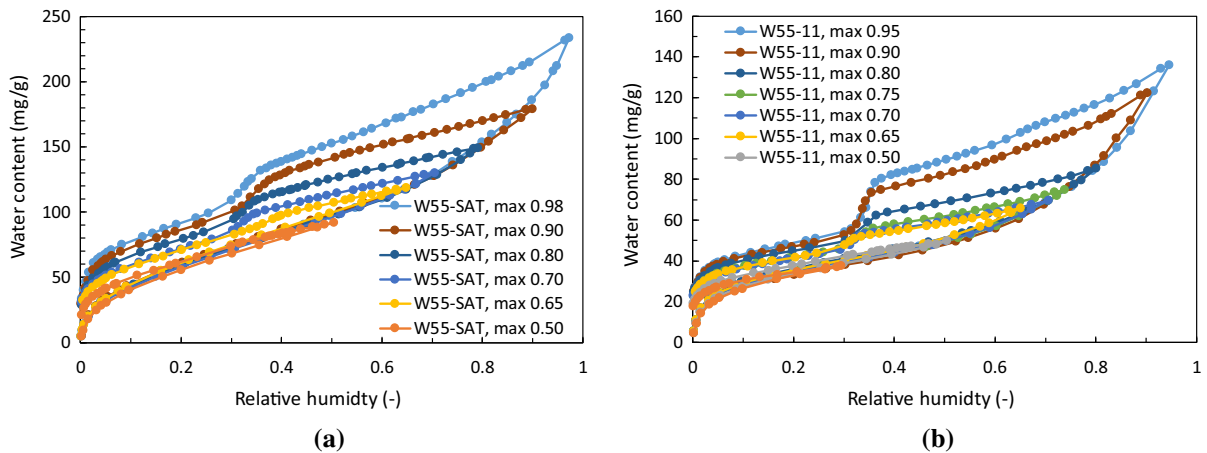 250
200
150
100
50
0
Water content (mg/g)
W55-SAT, max 0.98
W55-SAT, max 0.90
W55-SAT, max 0.80
W55-SAT, max 0.70
W55-SAT, max 0.65
W55-SAT, max 0.50
0 0.2 0.4 0.6 0.8 1
Relative humidty (-)
(a)
160
140
120
100
80
60
40
20
0
Water content (mg/g)
W55-11, max 0.95
W55-11, max 0.90
W55-11, max 0.80
W55-11, max 0.75
W55-11, max 0.70
W55-11, max 0.65
W55-11, max 0.50
0 0.2 0.4 0.6 0.8 1
Relative humidty (-)
(b)